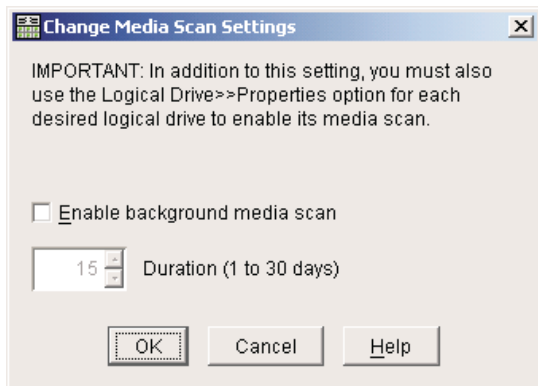 Change Media Scan Settings
IMPORTANT: In addition to this setting, you must also
use the Logical Drive>>Properties option for each
desired logical drive to enable its media scan.
Enable background media scan
15 Duration (1 to 30 days)
OK Cancel Help